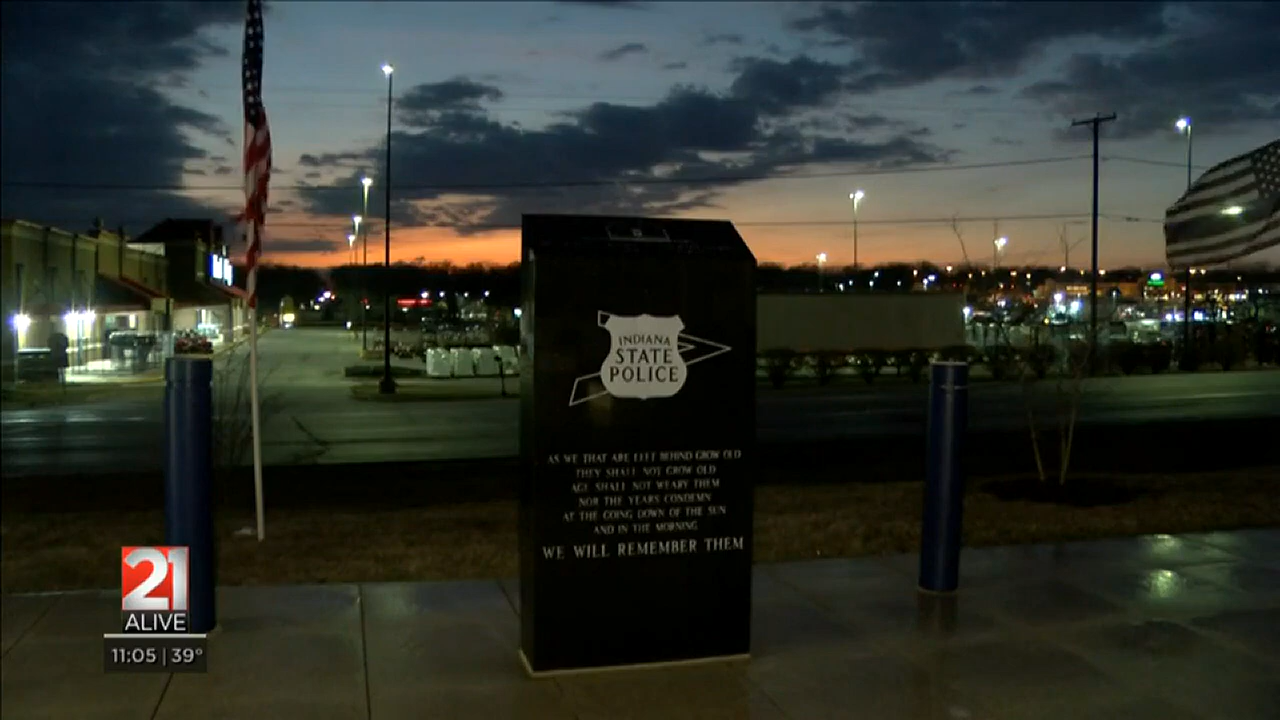 INDIANA
STATE
POLICE
AS WE THAT ARE LEFT BEHIND GROW OLD
THEY SHALL NOT GROW OLD
AGE SHALL NOT WEARY THEM
NOR THE YEARS CONDEMN
AT THE GOING DOWN OF THE SUN
AND IN THE MORNING
WE WILL REMEMBER THEM
21
ALIVE
11:05 | 39°